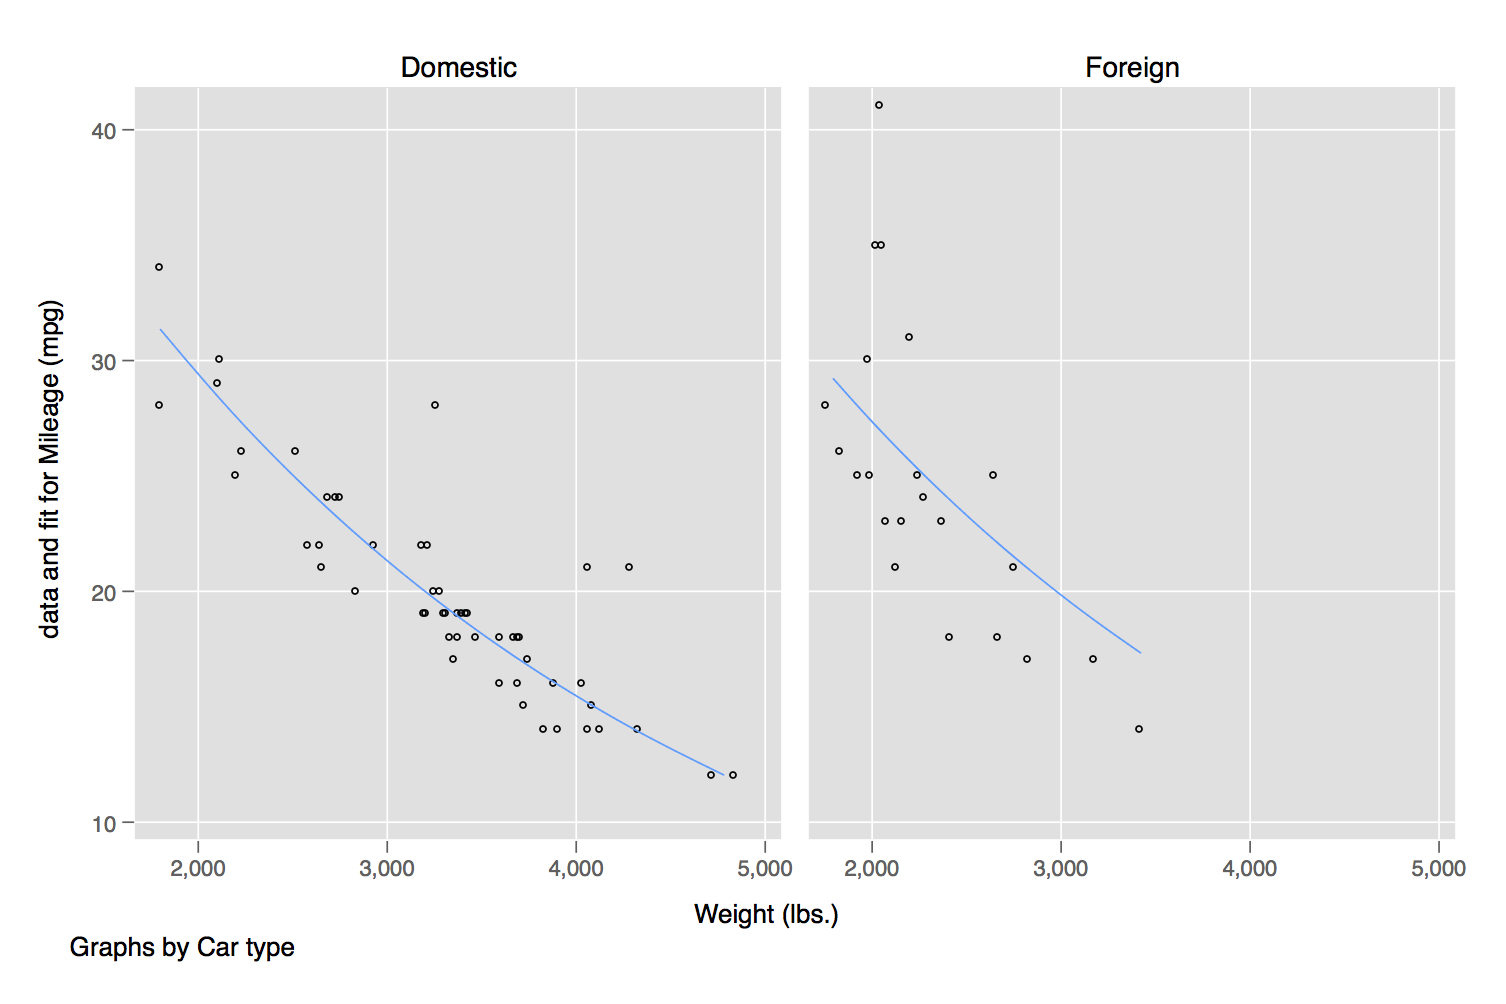 Domestic
Foreign
data and fit for Mileage (mpg)
40
30
20
10
2,000 3,000 4,000 5,000
2,000 3,000 4,000 5,000
Weight (lbs.)
Graphs by Car type